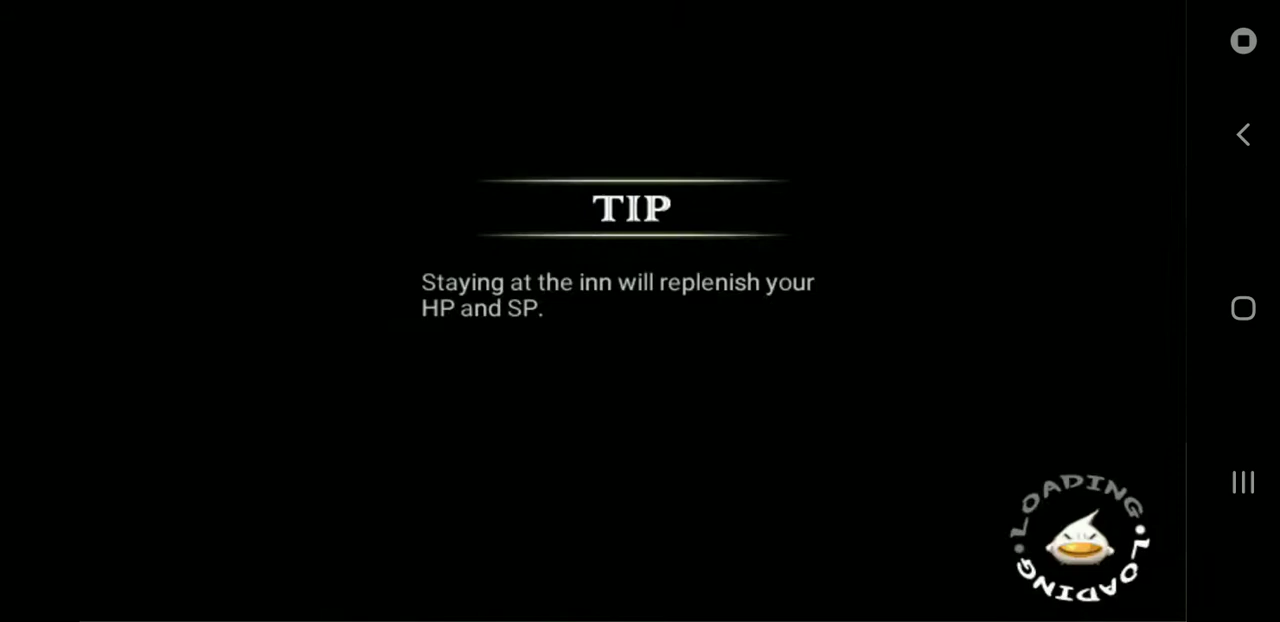 TIP
Staying at the inn will replenish your
HP and SP.
LOADING • LOADING •